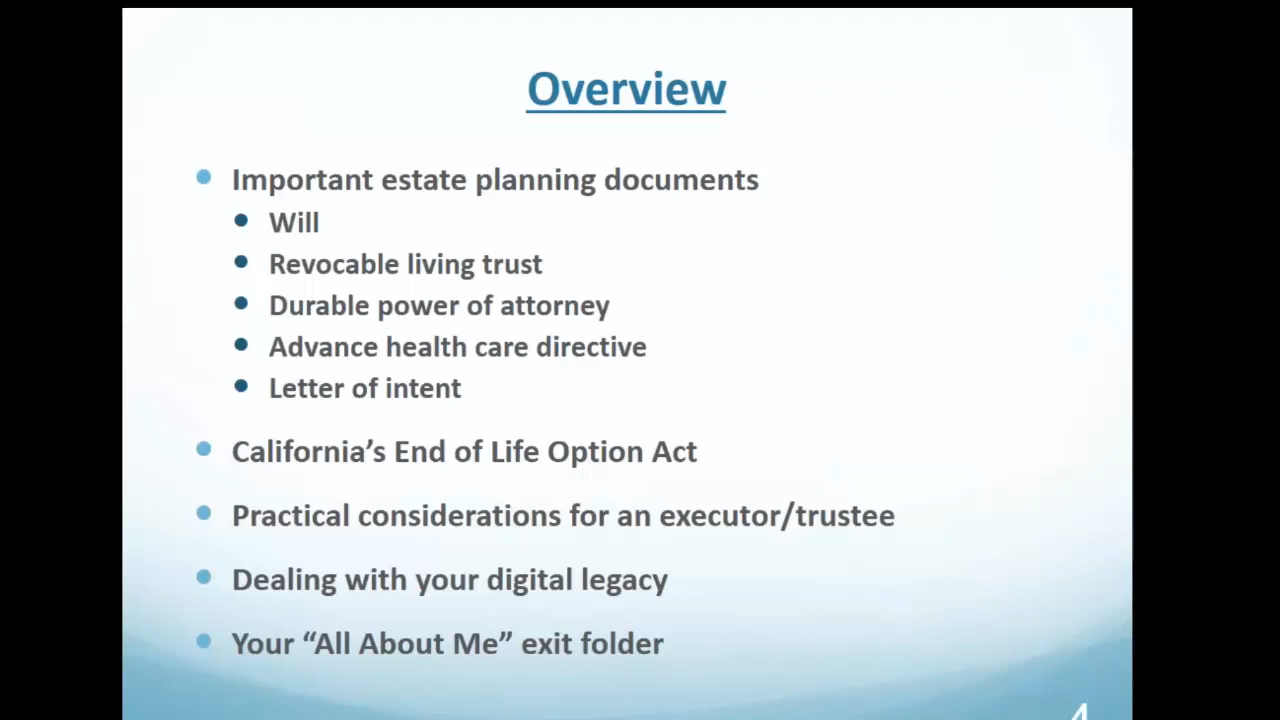 Overview
Important estate planning documents
Will
Revocable living trust
Durable power of attorney
Advance health care directive
Letter of intent
California’s End of Life Option Act
Practical considerations for an executor/trustee
Dealing with your digital legacy
Your “All About Me” exit folder
4